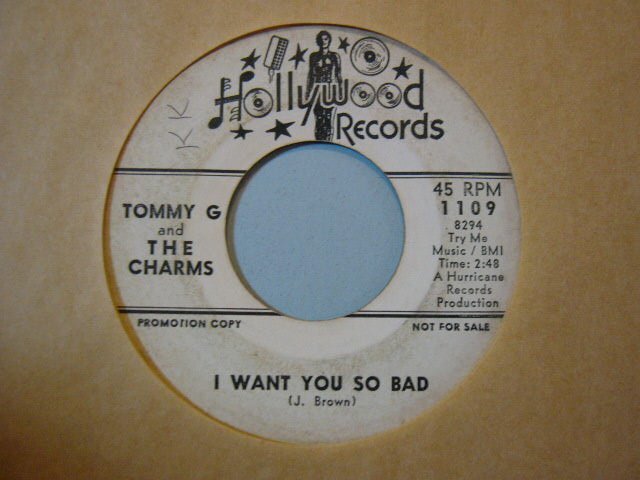 Hollywood
Records
KK
TOMMY G
and
THE
CHARMS
45 RPM
1109
8294
Try Me
Music / BMI
Time: 2:48
A Hurricane
Records
Production
PROMOTION COPY
NOT FOR SALE
I WANT YOU SO BAD
(J. Brown)